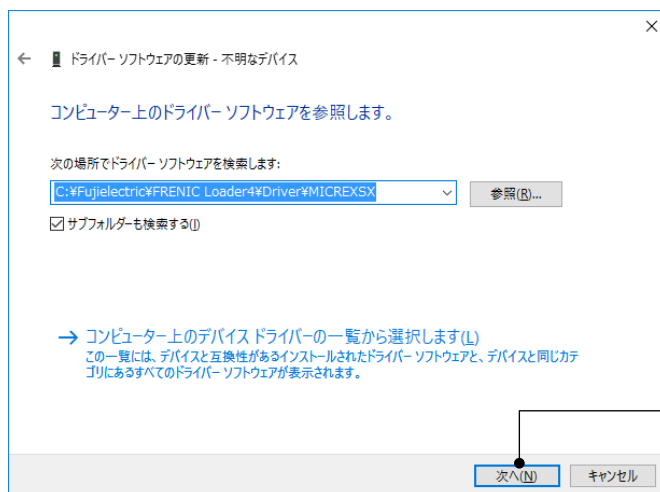 ドライバー ソフトウェアの更新 - 不明なデバイス
コンピューター上のドライバー ソフトウェアを参照します。
次の場所でドライバー ソフトウェアを検索します:
C:¥Fujielectric¥FRENIC Loader4¥Driver¥MICREXSX
参照(R)...
サブフォルダーも検索する(I)
→ コンピューター上のデバイス ドライバーの一覧から選択します(L)
この一覧には、デバイスと互換性があるインストールされたドライバー ソフトウェアと、デバイスと同じカテ
ゴリにあるすべてのドライバー ソフトウェアが表示されます。
次へ(N)
キャンセル